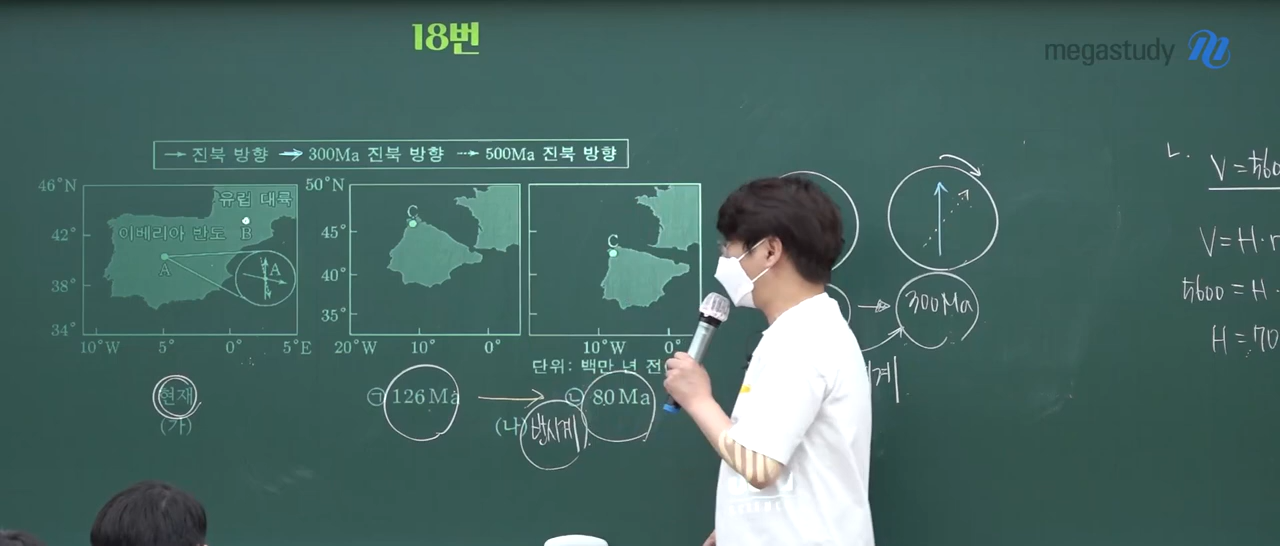 18번
megastudy
→ 진북 방향 → 300Ma 진북 방향 ⇢ 500Ma 진북 방향
46°N
42°
38°
34°
10°W 5° 0° 5°E
유럽 대륙
이베리아 반도 B
A
A
현재
(가)
50°N
45°
40°
35°
20°W 10° 0°
C
㉠ 126 Ma
C
10°W 0°
단위: 백만 년 전
㉡ 80 Ma
(나)
반시계
300Ma
계
ㄴ.
V=
V=H·r
=H·
H=70